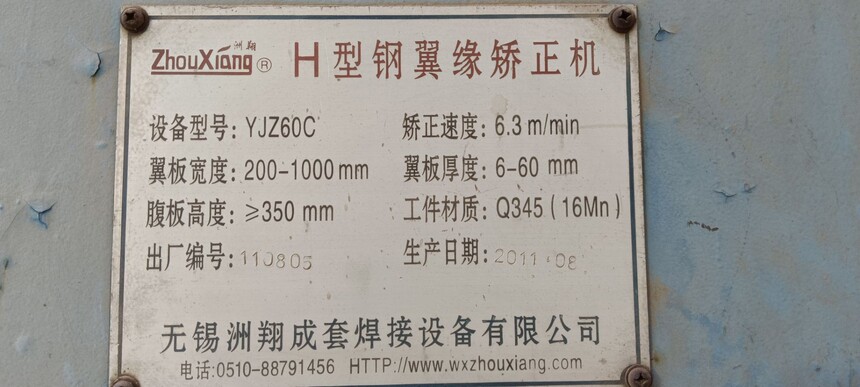 洲翔
ZhouXiang® H型钢翼缘矫正机
设备型号: YJZ60C 矫正速度: 6.3 m/min
翼板宽度: 200-1000 mm 翼板厚度: 6-60 mm
腹板高度: ≥350 mm 工件材质: Q345(16Mn)
出厂编号: 110805 生产日期: 2011.08
无锡洲翔成套焊接设备有限公司
电话:0510-88791456 HTTP://www.wxzhouxiang.com